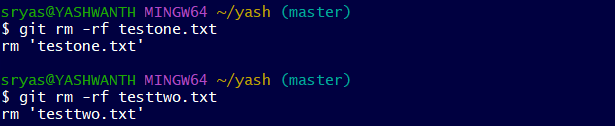 sryas@YASHWANTH MINGW64 ~/yash (master)
$ git rm -rf testone.txt
rm 'testone.txt'
sryas@YASHWANTH MINGW64 ~/yash (master)
$ git rm -rf testtwo.txt
rm 'testtwo.txt'